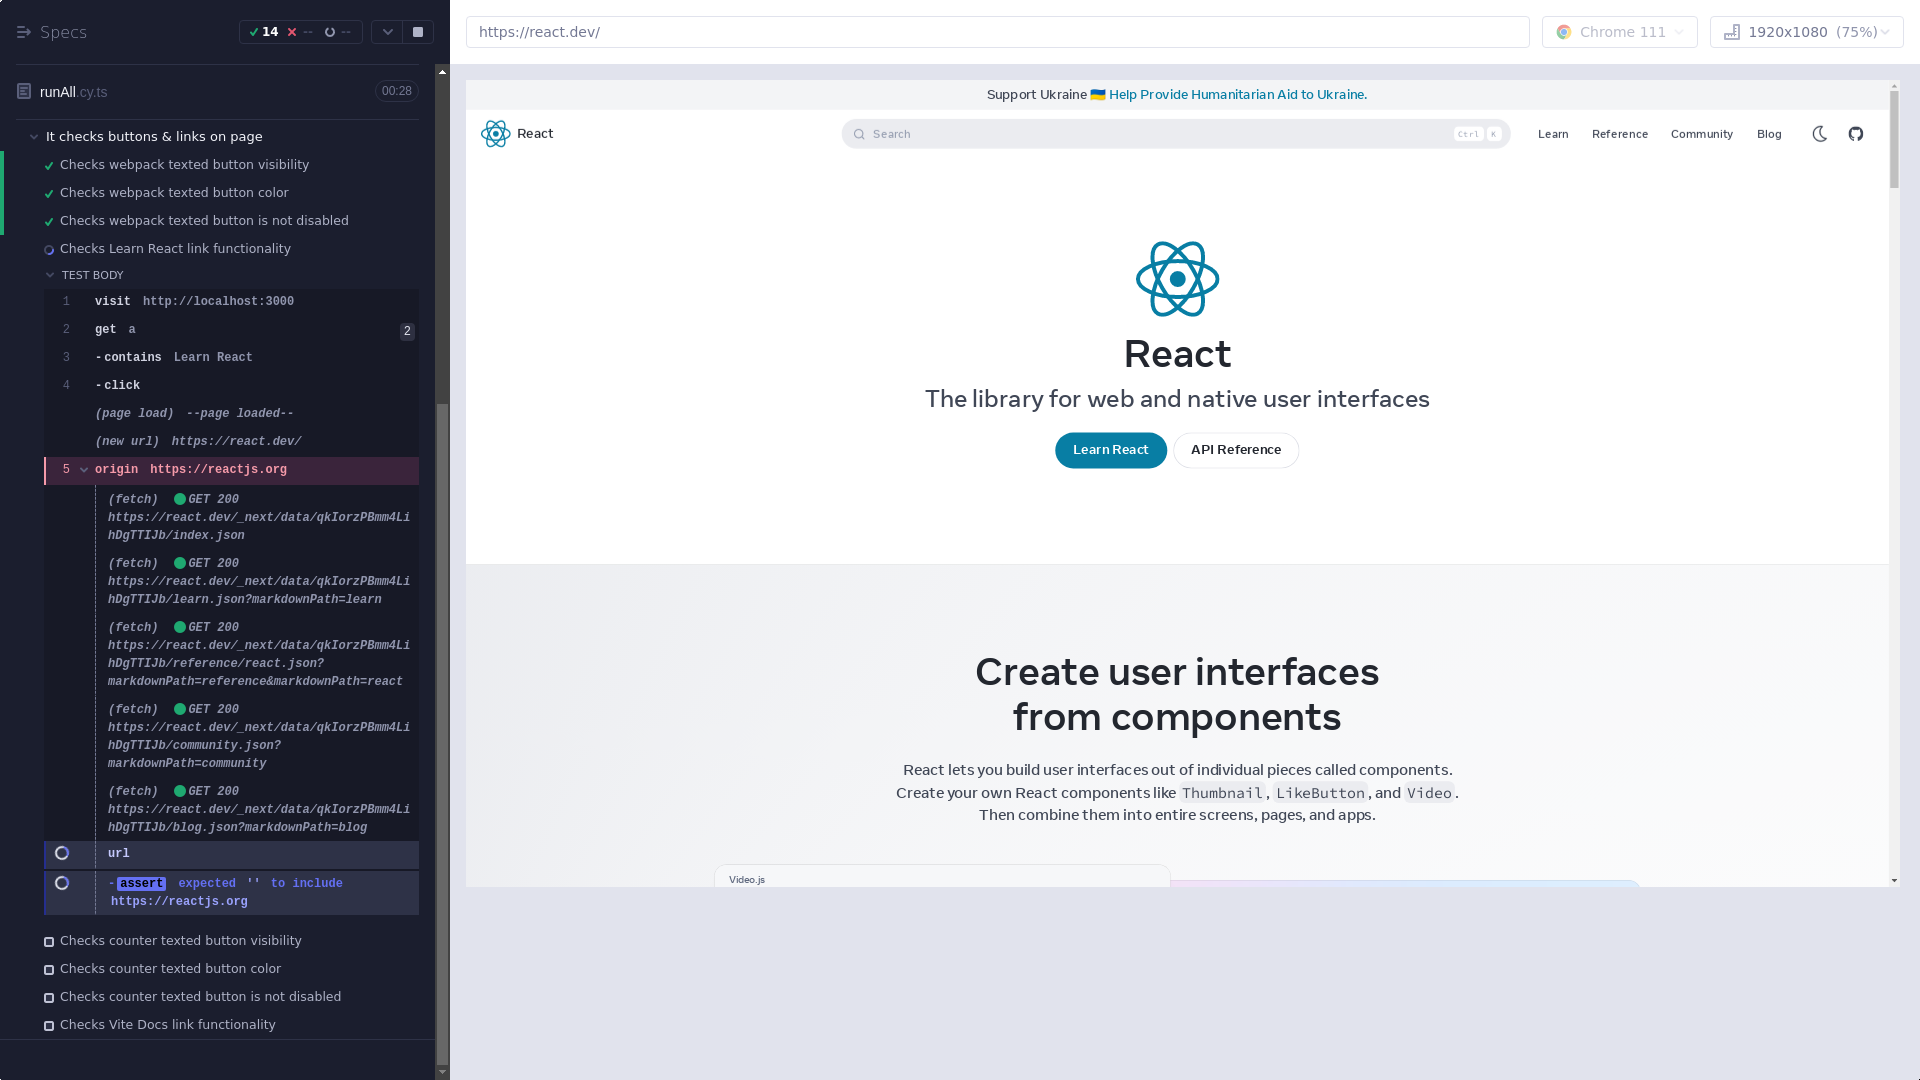 Specs
14
--
--
runAll.cy.ts
00:28
It checks buttons & links on page
Checks webpack texted button visibility
Checks webpack texted button color
Checks webpack texted button is not disabled
Checks Learn React link functionality
TEST BODY
1 visit http://localhost:3000
2 get a 2
3 -contains Learn React
4 -click
(page load) --page loaded--
(new url) https://react.dev/
5 origin https://reactjs.org
(fetch) GET 200
https://react.dev/_next/data/qkIorzPBmm4Li
hDgTTIJb/index.json
(fetch) GET 200
https://react.dev/_next/data/qkIorzPBmm4Li
hDgTTIJb/learn.json?markdownPath=learn
(fetch) GET 200
https://react.dev/_next/data/qkIorzPBmm4Li
hDgTTIJb/reference/react.json?
markdownPath=reference&markdownPath=react
(fetch) GET 200
https://react.dev/_next/data/qkIorzPBmm4Li
hDgTTIJb/community.json?
markdownPath=community
(fetch) GET 200
https://react.dev/_next/data/qkIorzPBmm4Li
hDgTTIJb/blog.json?markdownPath=blog
url
-assert expected '' to include
https://reactjs.org
Checks counter texted button visibility
Checks counter texted button color
Checks counter texted button is not disabled
Checks Vite Docs link functionality
https://react.dev/
Chrome 111
1920x1080 (75%)
Support Ukraine 🇺🇦 Help Provide Humanitarian Aid to Ukraine.
React
Search
Ctrl K
Learn
Reference
Community
Blog
React
The library for web and native user interfaces
Learn React
API Reference
Create user interfaces
from components
React lets you build user interfaces out of individual pieces called components.
Create your own React components like Thumbnail, LikeButton, and Video.
Then combine them into entire screens, pages, and apps.
Video.js